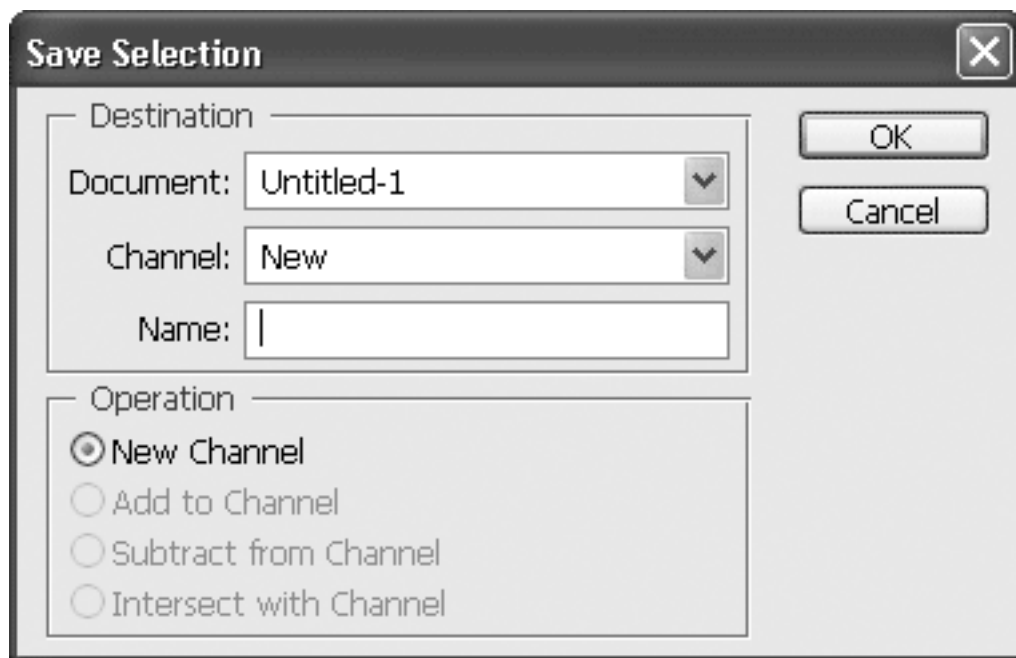 Save Selection
Destination
Document: Untitled-1
Channel: New
Name:
Operation
New Channel
Add to Channel
Subtract from Channel
Intersect with Channel
OK
Cancel